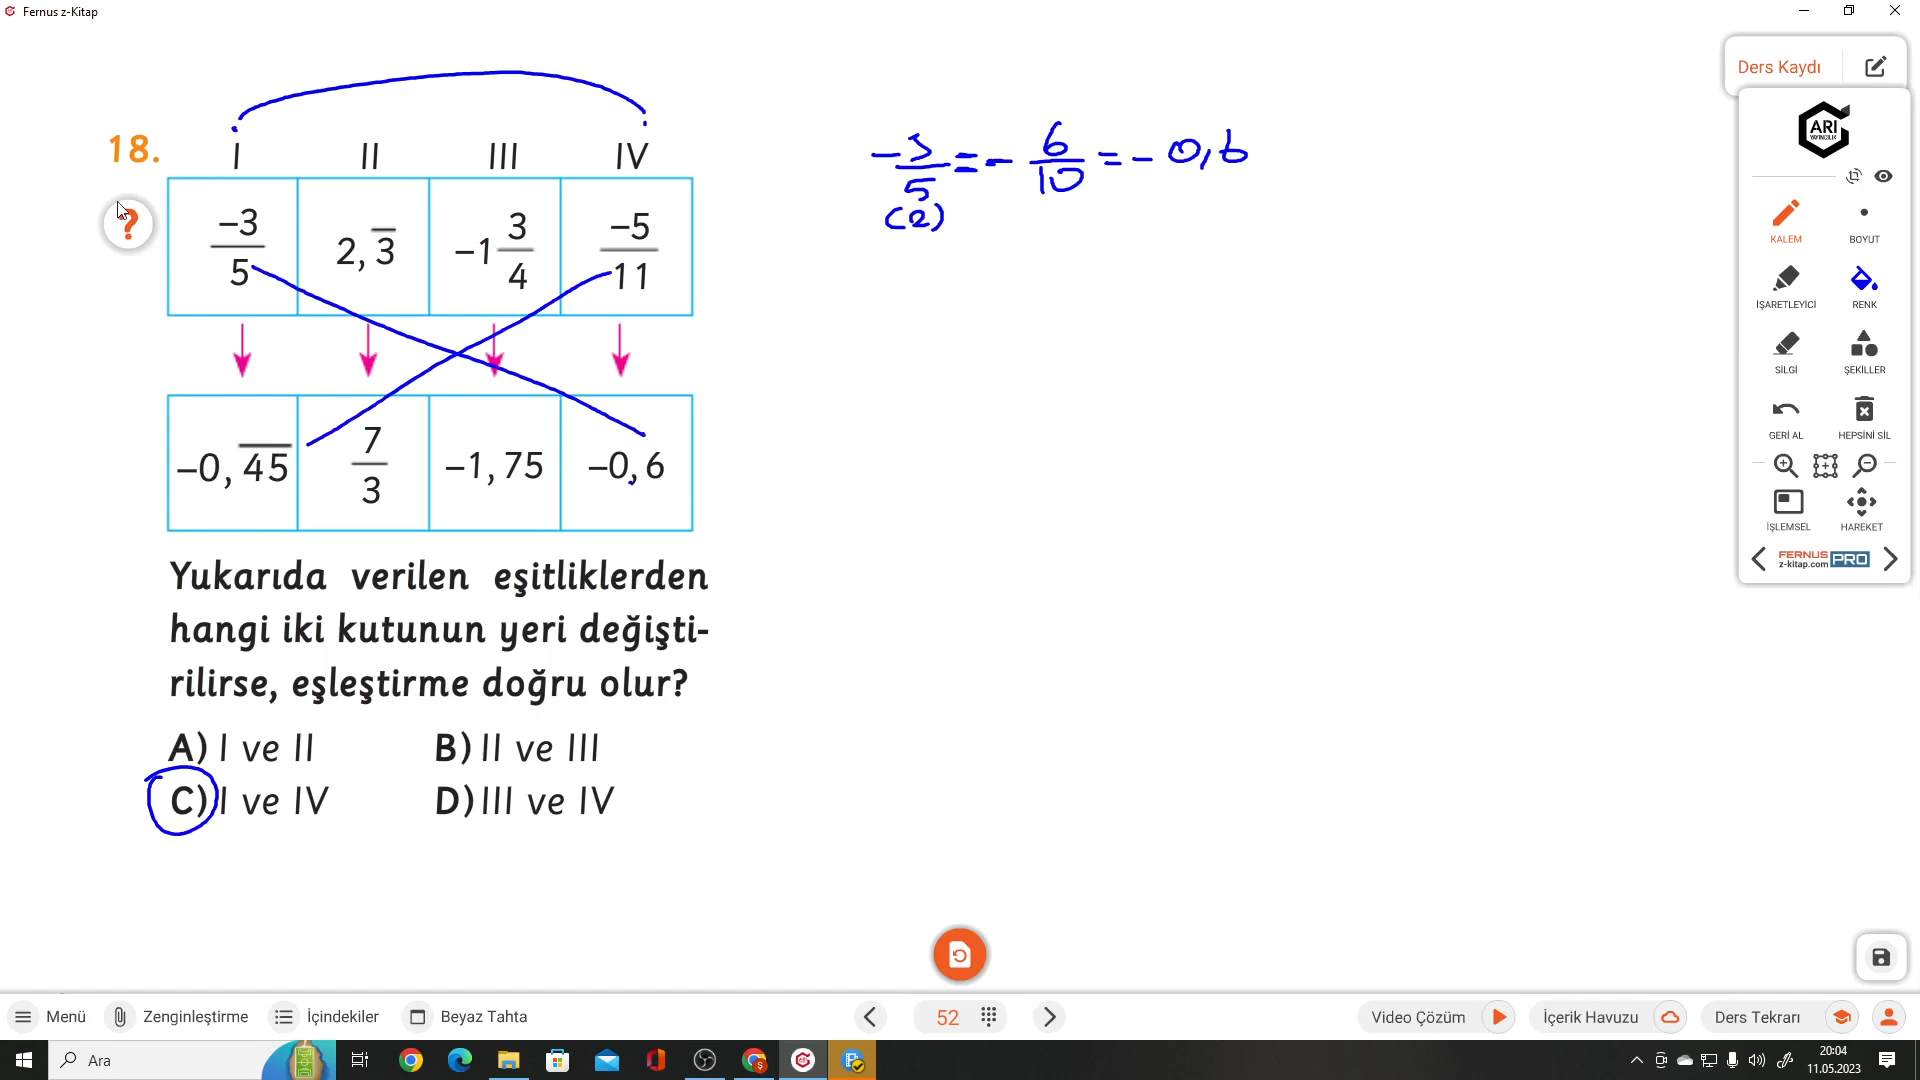 Fernus z-Kitap
Ders Kaydı
18.
I II III IV
−3/5 2,3̅ −1 3/4 −5/11
−0,4̅5̅ 7/3 −1,75 −0,6
Yukarıda verilen eşitliklerden
hangi iki kutunun yeri değişti-
rilirse, eşleştirme doğru olur?
A) I ve II B) II ve III
C) I ve IV D) III ve IV
-3/5 = - 6/10 = - 0,6
(2)
?
ARI
YAYINCILIK
KALEM BOYUT
İŞARETLEYİCİ RENK
SİLGİ ŞEKİLLER
GERİ AL HEPSİNİ SİL
İŞLEMSEL HAREKET
FERNUS PRO
z-kitap.com
Menü Zenginleştirme İçindekiler Beyaz Tahta 52 Video Çözüm İçerik Havuzu Ders Tekrarı
Ara
20:04
11.05.2023